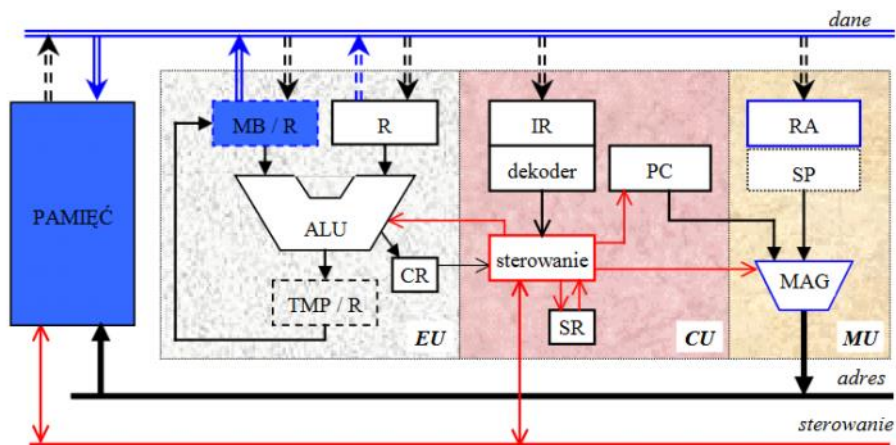 dane
MB / R
R
IR
RA
dekoder
PC
SP
PAMIĘĆ
ALU
sterowanie
CR
MAG
TMP / R
SR
EU
CU
MU
adres
sterowanie